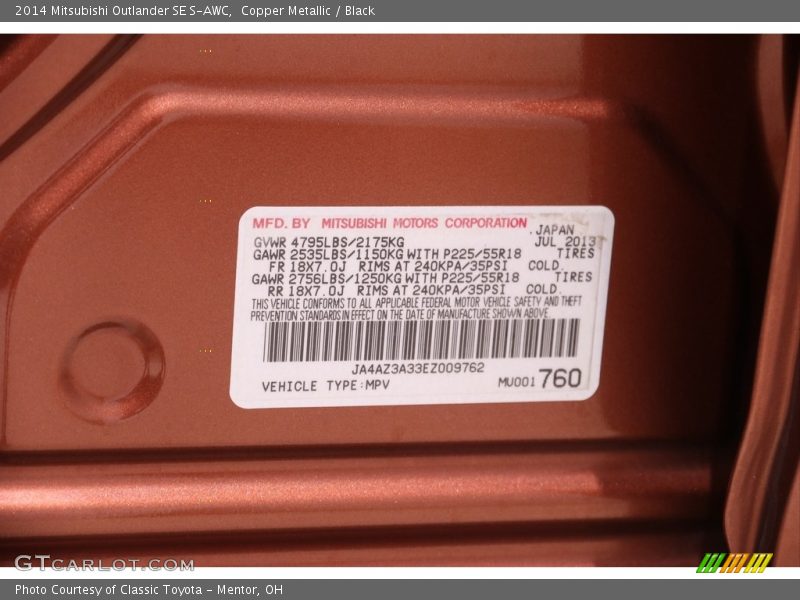 2014 Mitsubishi Outlander SE S-AWC,  Copper Metallic / Black
MFD. BY  MITSUBISHI MOTORS CORPORATION , JAPAN
GVWR 4795LBS/2175KG JUL 2013
GAWR 2535LBS/1150KG WITH P225/55R18 TIRES
FR 18X7.0J RIMS AT 240KPA/35PSI COLD.
GAWR 2756LBS/1250KG WITH P225/55R18 TIRES
RR 18X7.0J RIMS AT 240KPA/35PSI COLD.
THIS VEHICLE CONFORMS TO ALL APPLICABLE FEDERAL MOTOR VEHICLE SAFETY AND THEFT
PREVENTION STANDARDS IN EFFECT ON THE DATE OF MANUFACTURE SHOWN ABOVE.
JA4AZ3A33EZ009762
VEHICLE TYPE:MPV MU001 760
GTCARLOT.COM
Photo Courtesy of Classic Toyota - Mentor, OH